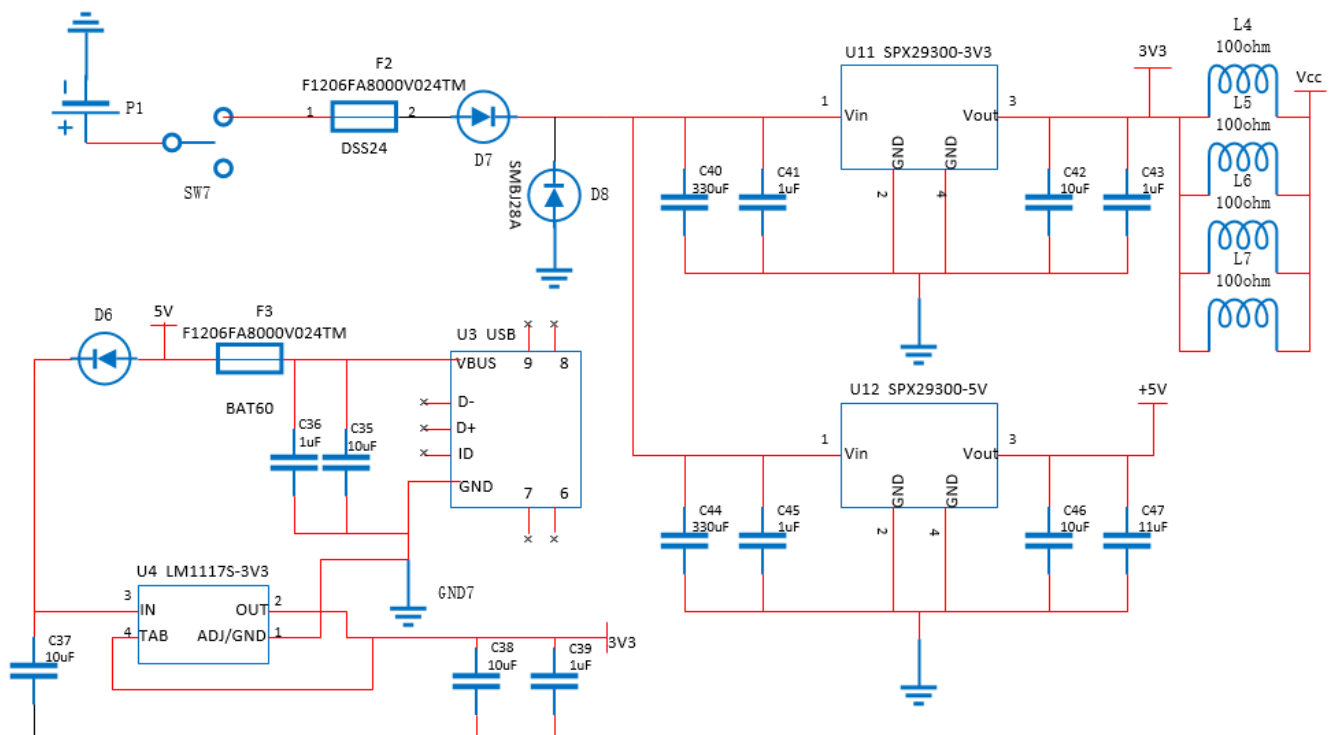 L4
100ohm
L5
100ohm
L6
100ohm
L7
100ohm
Vcc
3V3
U11 SPX29300-3V3
1
Vin
Vout
3
GND
GND
2
4
C40
330uF
C41
1uF
C42
10uF
C43
1uF
F2
F1206FA8000V024TM
1
2
DSS24
D7
SMBJ28A
D8
P1
SW7
D6
5V
F3
F1206FA8000V024TM
BAT60
C36
1uF
C35
10uF
U3 USB
VBUS
9
8
D-
D+
ID
GND
7
6
GND7
U12 SPX29300-5V
1
Vin
Vout
3
GND
GND
2
4
+5V
C44
330uF
C45
1uF
C46
10uF
C47
11uF
U4 LM1117S-3V3
3
IN
OUT
2
4
TAB
ADJ/GND
1
C37
10uF
C38
10uF
C39
1uF
3V3
−
+